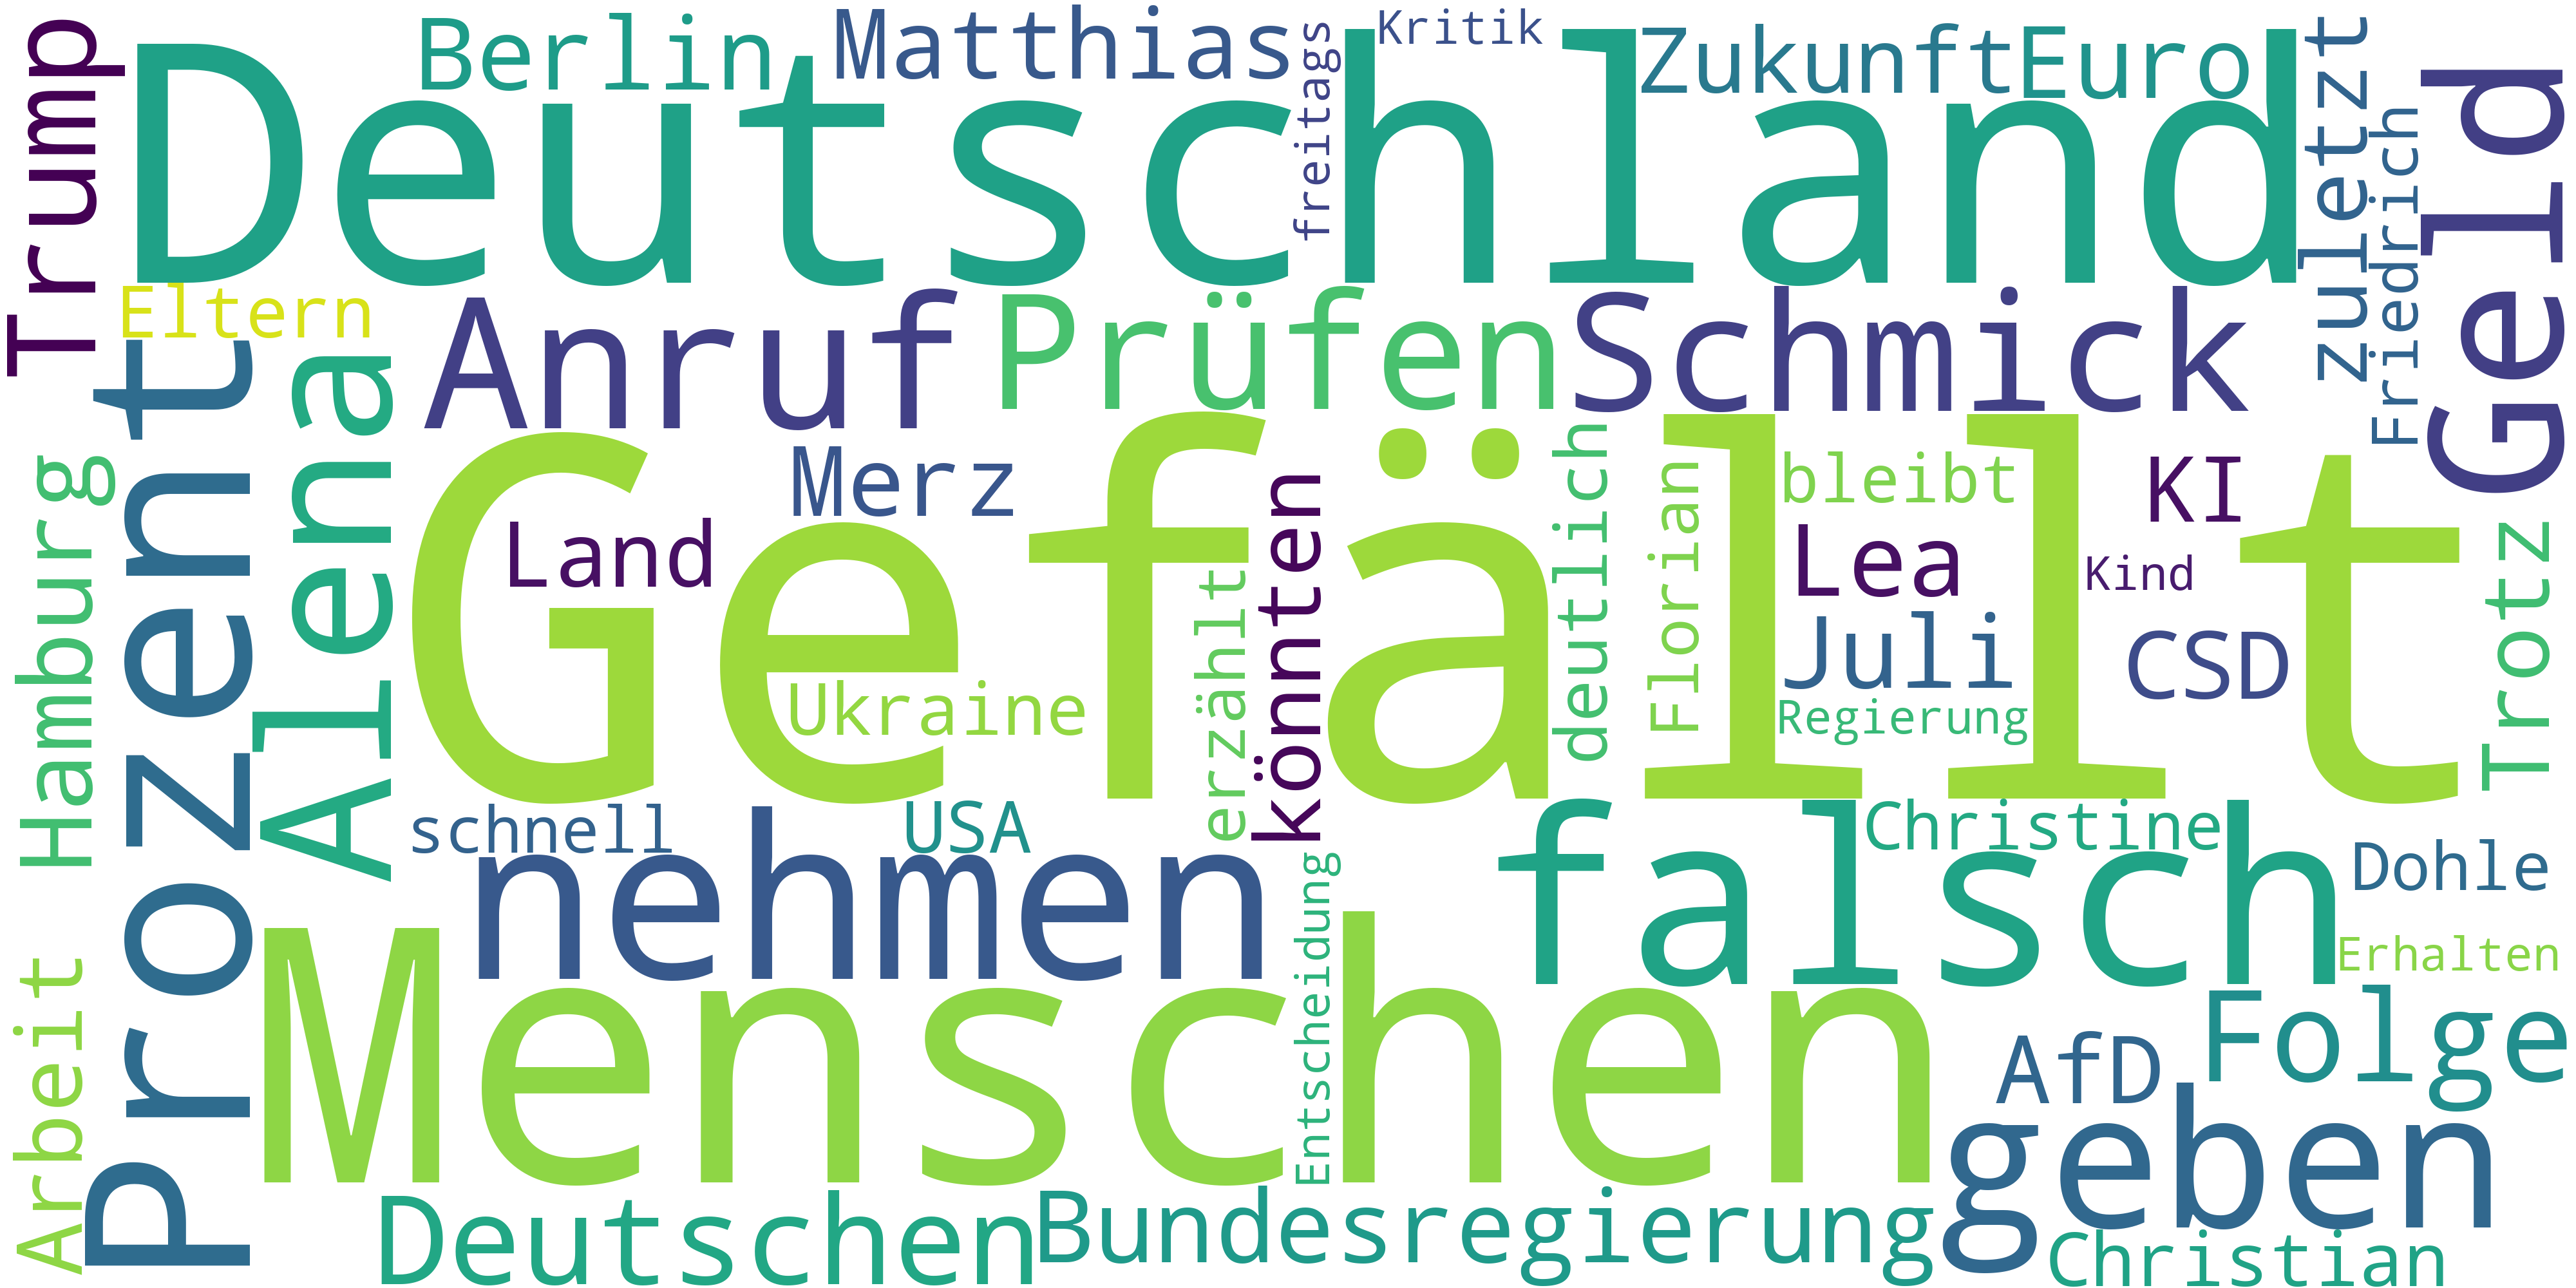 Trump
Deutschland
Berlin
Matthias
freitags
Kritik
Zukunft
Euro
zuletzt
Friedrich
Geld
Eltern
Prozent
Alena
Anruf
Prüfen
Schmick
Hamburg
Gefällt
Merz
Land
könnten
deutlich
Florian
bleibt
KI
Lea
Kind
Juli
CSD
Regierung
Trotz
Ukraine
erzählt
schnell
USA
nehmen
falsch
Christine
Dohle
Entscheidung
Erhalten
Arbeit
Menschen
AfD
Folge
geben
Deutschen
Bundesregierung
Christian